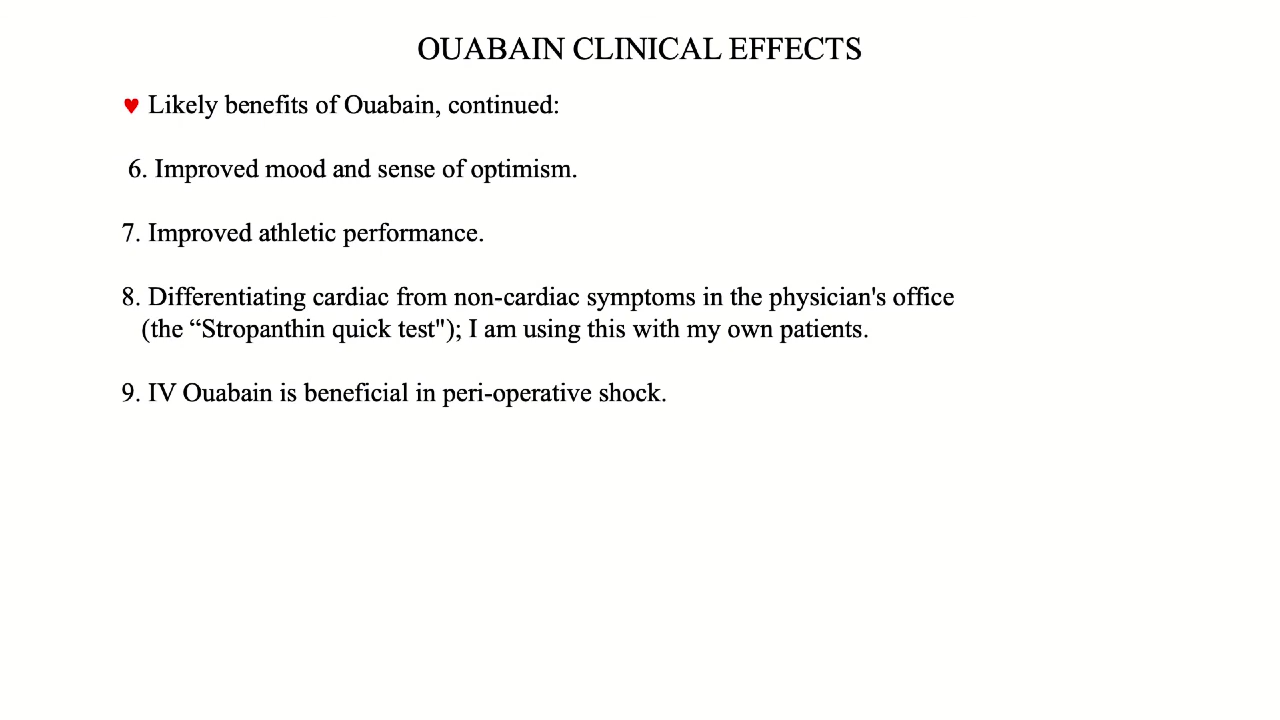 OUABAIN CLINICAL EFFECTS
♥ Likely benefits of Ouabain, continued:
6. Improved mood and sense of optimism.
7. Improved athletic performance.
8. Differentiating cardiac from non-cardiac symptoms in the physician's office
(the “Stropanthin quick test"); I am using this with my own patients.
9. IV Ouabain is beneficial in peri-operative shock.